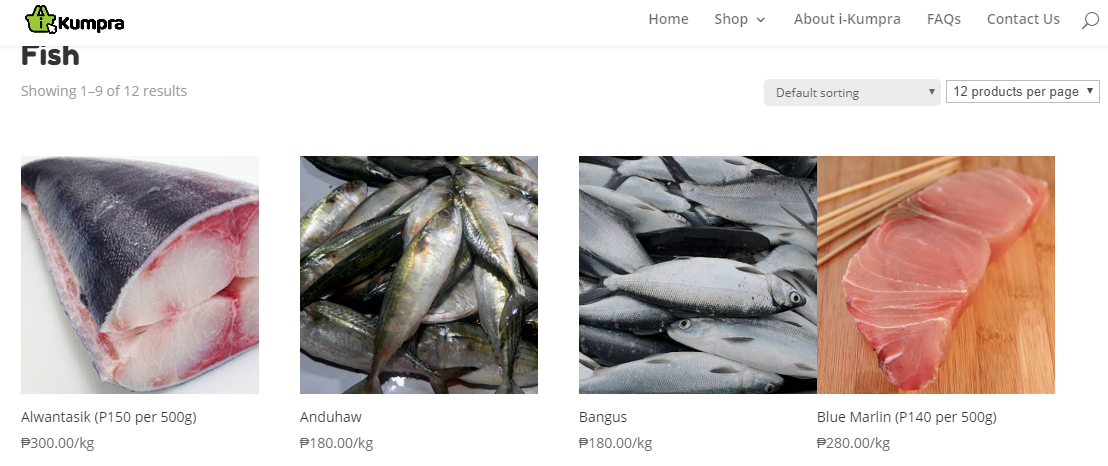 i Kumpra
Home Shop About i-Kumpra FAQs Contact Us
Fish
Showing 1–9 of 12 results
Default sorting
12 products per page
Alwantasik (P150 per 500g)
₱300.00/kg
Anduhaw
₱180.00/kg
Bangus
₱180.00/kg
Blue Marlin (P140 per 500g)
₱280.00/kg